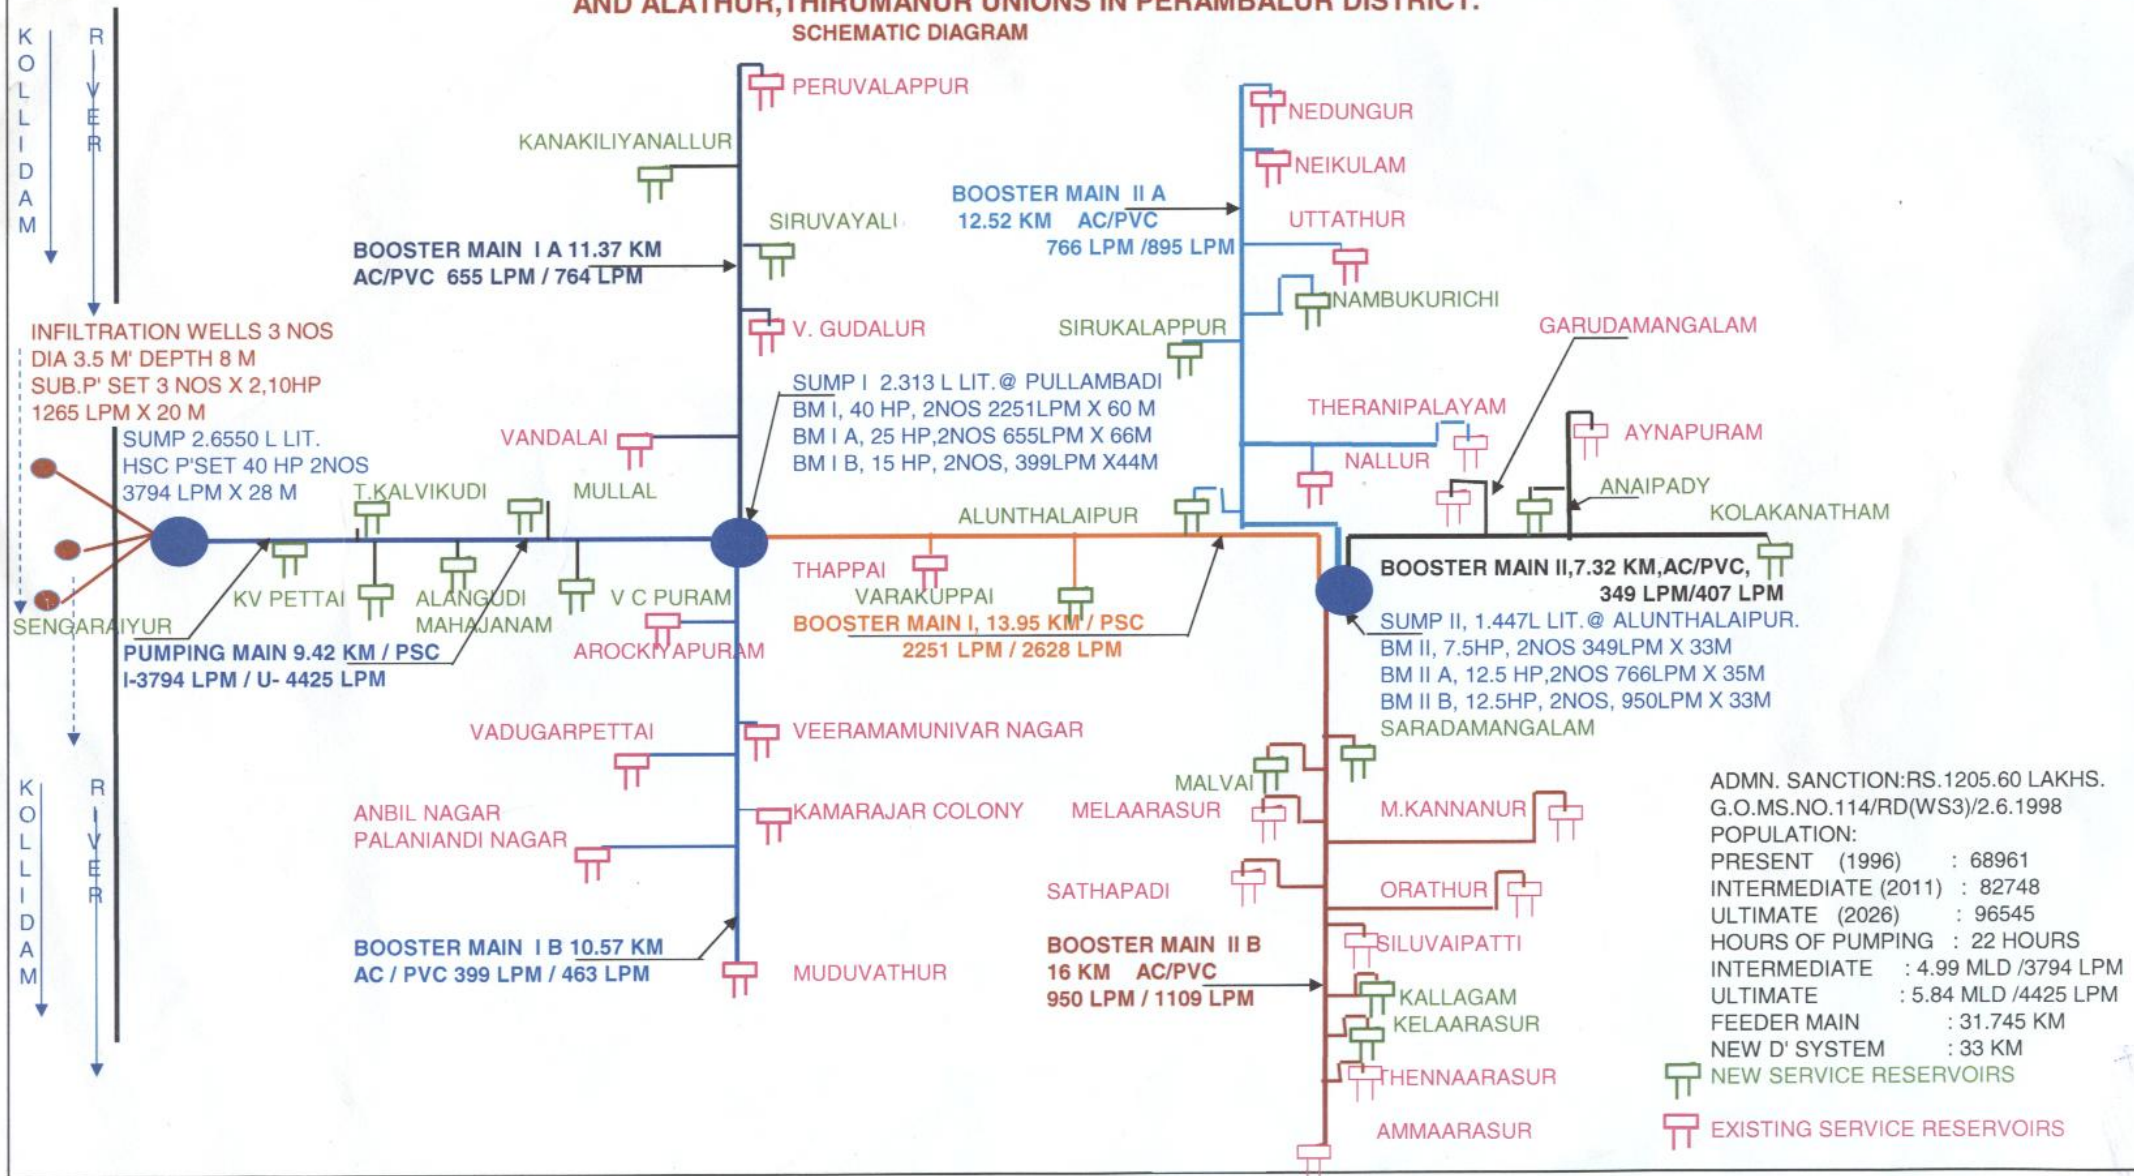 AND ALATHUR,THIRUMANUR UNIONS IN PERAMBALUR DISTRICT.
SCHEMATIC DIAGRAM
KOLLIDAM
RIVER
PERUVALAPPUR
KANAKILIYANALLUR
SIRUVAYALI
BOOSTER MAIN I A 11.37 KM
AC/PVC 655 LPM / 764 LPM
V. GUDALUR
VANDALAI
NEDUNGUR
NEIKULAM
BOOSTER MAIN II A
12.52 KM AC/PVC
766 LPM /895 LPM
UTTATHUR
NAMBUKURICHI
SIRUKALAPPUR
GARUDAMANGALAM
THERANIPALAYAM
NALLUR
AYNAPURAM
ANAIPADY
KOLAKANATHAM
INFILTRATION WELLS 3 NOS
DIA 3.5 M' DEPTH 8 M
SUB.P' SET 3 NOS X 2,10HP
1265 LPM X 20 M
SUMP 2.6550 L LIT.
HSC P'SET 40 HP 2NOS
3794 LPM X 28 M
SUMP I 2.313 L LIT.@ PULLAMBADI
BM I, 40 HP, 2NOS 2251LPM X 60 M
BM I A, 25 HP,2NOS 655LPM X 66M
BM I B, 15 HP, 2NOS, 399LPM X44M
T.KALVIKUDI
MULLAL
ALUNTHALAIPUR
KV PETTAI
ALANGUDI
MAHAJANAM
V C PURAM
THAPPAI
VARAKUPPAI
SENGARAIYUR
PUMPING MAIN 9.42 KM / PSC
I-3794 LPM / U- 4425 LPM
AROCKIYAPURAM
BOOSTER MAIN I, 13.95 KM / PSC
2251 LPM / 2628 LPM
BOOSTER MAIN II,7.32 KM,AC/PVC,
349 LPM/407 LPM
SUMP II, 1.447L LIT.@ ALUNTHALAIPUR.
BM II, 7.5HP, 2NOS 349LPM X 33M
BM II A, 12.5 HP,2NOS 766LPM X 35M
BM II B, 12.5HP, 2NOS, 950LPM X 33M
SARADAMANGALAM
VADUGARPETTAI
VEERAMAMUNIVAR NAGAR
KOLLIDAM
RIVER
ANBIL NAGAR
PALANIANDI NAGAR
KAMARAJAR COLONY
BOOSTER MAIN I B 10.57 KM
AC / PVC 399 LPM / 463 LPM
MUDUVATHUR
MALVAI
MELAARASUR
M.KANNANUR
SATHAPADI
ORATHUR
SILUVAIPATTI
BOOSTER MAIN II B
16 KM AC/PVC
950 LPM / 1109 LPM
KALLAGAM
KELAARASUR
THENNAARASUR
AMMAARASUR
ADMN. SANCTION:RS.1205.60 LAKHS.
G.O.MS.NO.114/RD(WS3)/2.6.1998
POPULATION:
PRESENT (1996) : 68961
INTERMEDIATE (2011) : 82748
ULTIMATE (2026) : 96545
HOURS OF PUMPING : 22 HOURS
INTERMEDIATE : 4.99 MLD /3794 LPM
ULTIMATE : 5.84 MLD /4425 LPM
FEEDER MAIN : 31.745 KM
NEW D' SYSTEM : 33 KM
NEW SERVICE RESERVOIRS
EXISTING SERVICE RESERVOIRS